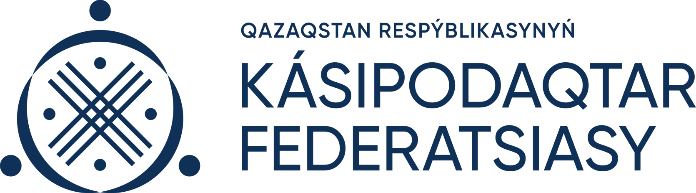 QAZAQSTAN RESPÝBLIKASYNYŃ
KÁSIPODAQTAR
FEDERATSIASY